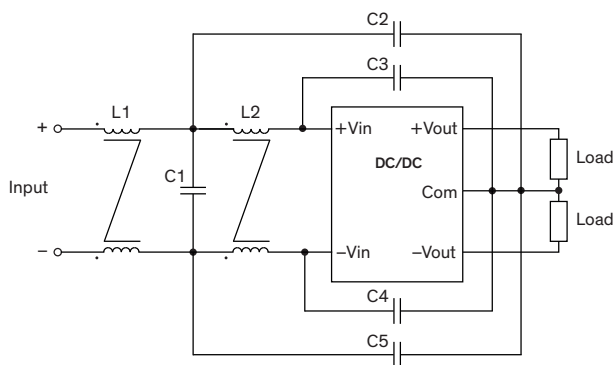 C2
C3
L1
L2
+
+Vin
+Vout
DC/DC
Load
C1
Input
Com
Load
−
−Vin
−Vout
C4
C5